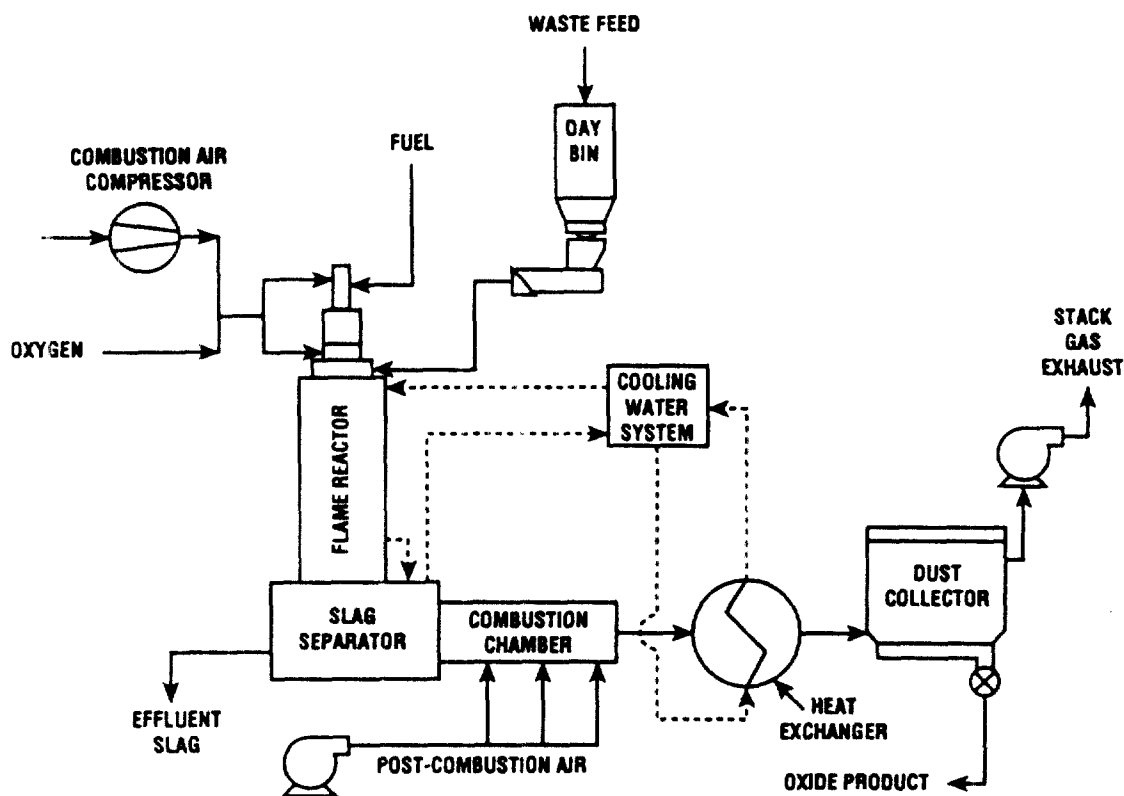 WASTE FEED
DAY
BIN
FUEL
COMBUSTION AIR
COMPRESSOR
OXYGEN
STACK
GAS
EXHAUST
COOLING
WATER
SYSTEM
FLAME REACTOR
DUST
COLLECTOR
SLAG
SEPARATOR
COMBUSTION
CHAMBER
HEAT
EXCHANGER
EFFLUENT
SLAG
POST-COMBUSTION AIR
OXIDE PRODUCT